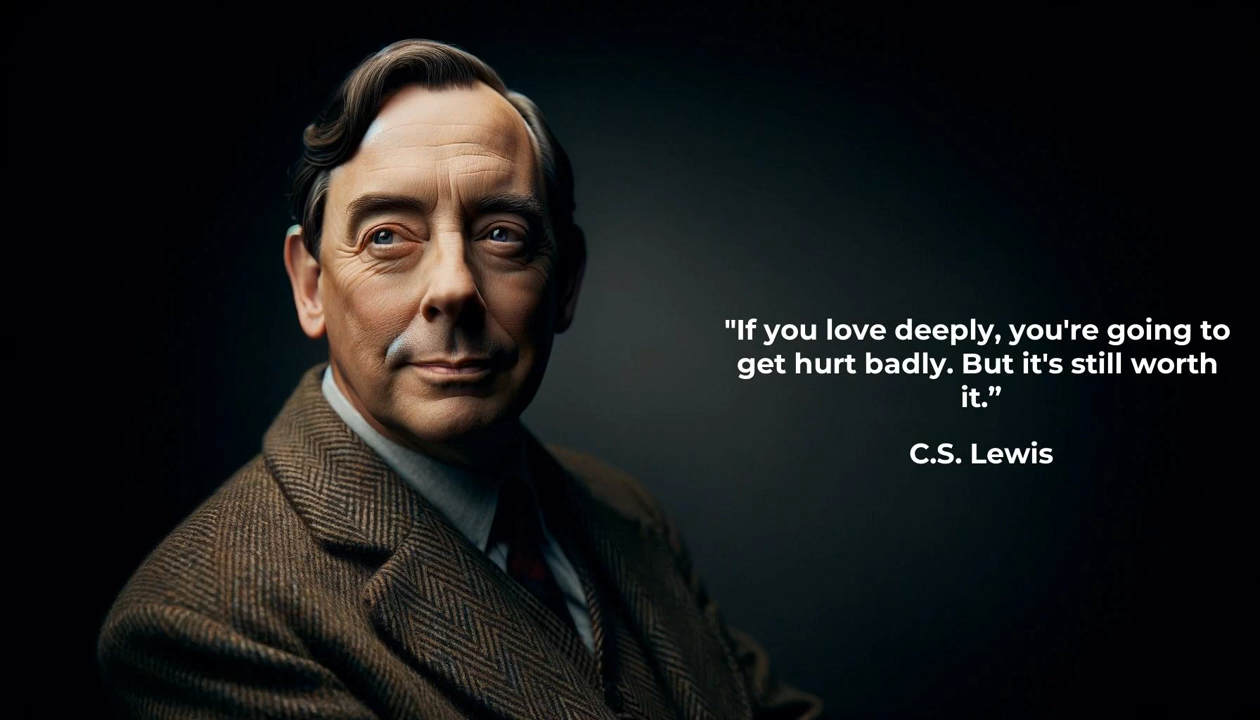 "If you love deeply, you're going to
get hurt badly. But it's still worth
it.”
C.S. Lewis